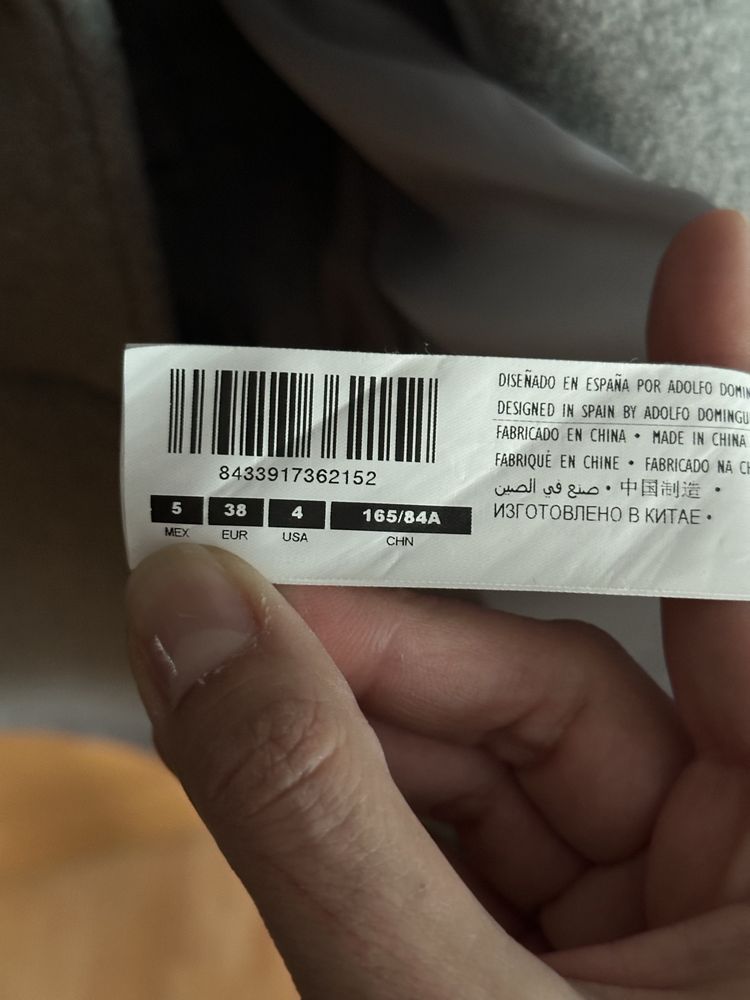 8433917362152
5 38 4 165/84A
MEX EUR USA CHN
DISEÑADO EN ESPAÑA POR ADOLFO
DESIGNED IN SPAIN BY ADOLFO
FABRICADO EN CHINA • MADE IN CHINA
FABRIQUÉ EN CHINE • FABRICADO NA
صنع في الصين • 中国制造 •
ИЗГОТОВЛЕНО В КИТАЕ •